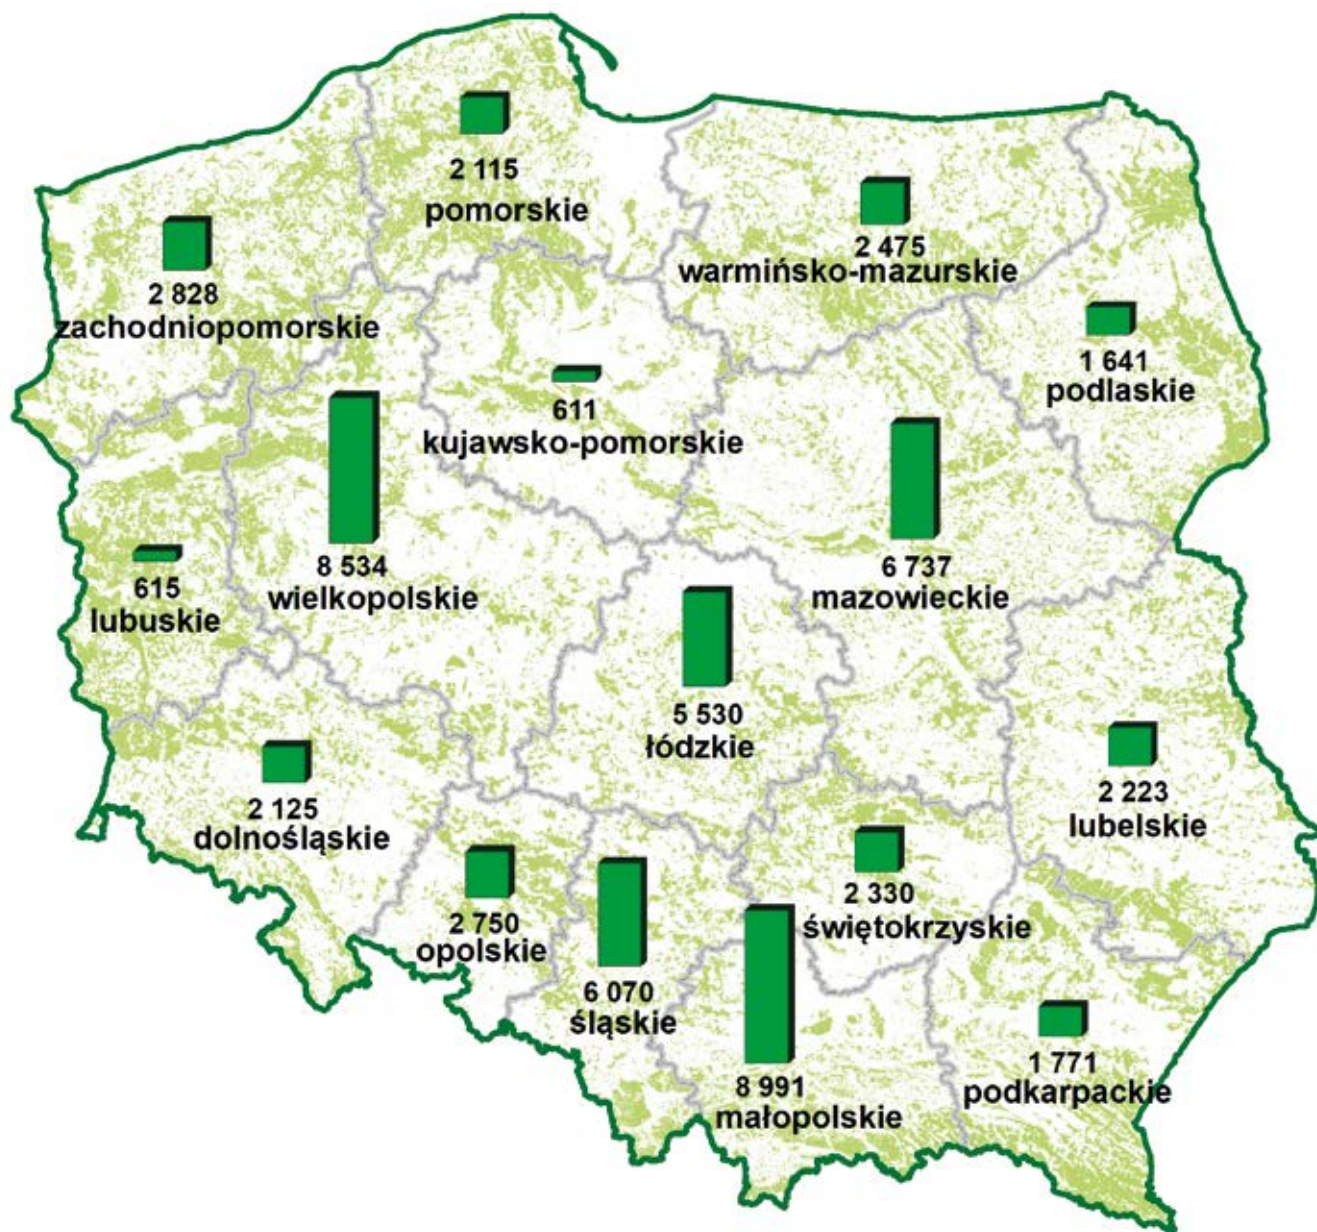 2 115
pomorskie
2 475
warmińsko-mazurskie
2 828
zachodniopomorskie
1 641
podlaskie
611
kujawsko-pomorskie
8 534
wielkopolskie
6 737
mazowieckie
615
lubuskie
5 530
łódzkie
2 125
dolnośląskie
2 223
lubelskie
2 750
opolskie
2 330
świętokrzyskie
6 070
śląskie
8 991
małopolskie
1 771
podkarpackie